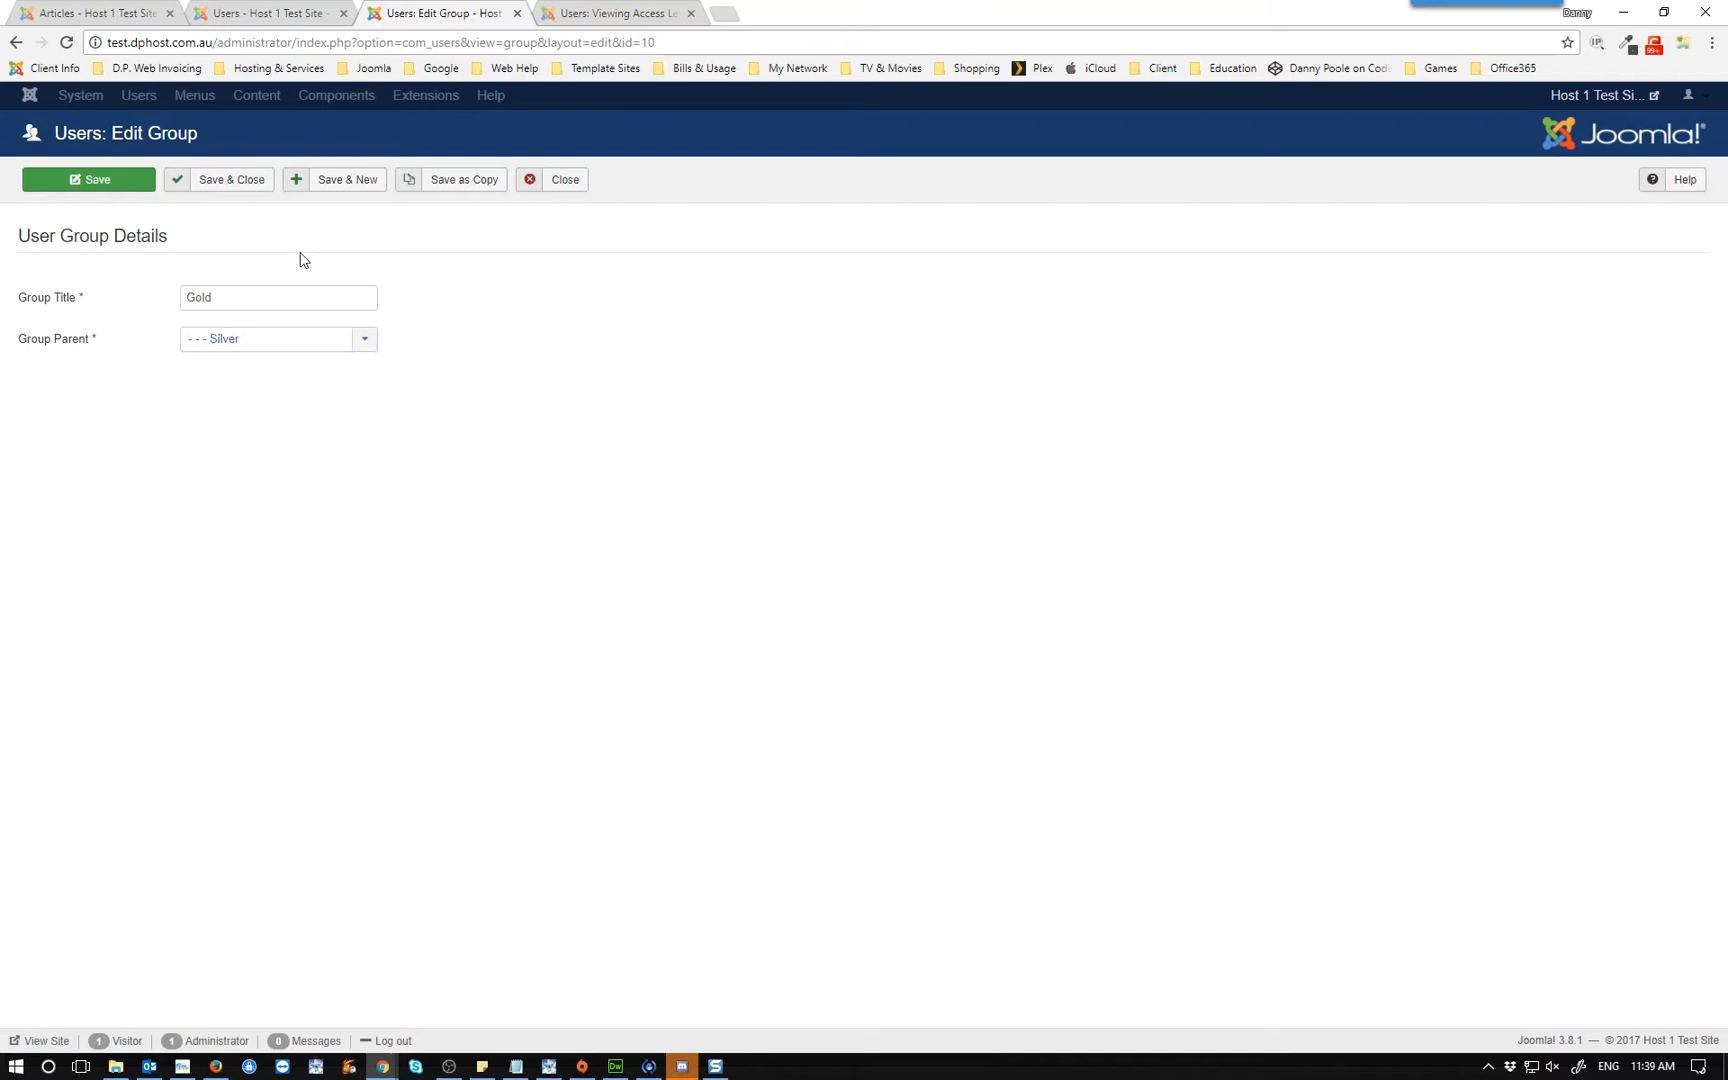 Articles - Host 1 Test Site
Users - Host 1 Test Site -
Users: Edit Group - Host
Users: Viewing Access Le
Danny
test.dphost.com.au/administrator/index.php?option=com_users&view=group&layout=edit&id=10
IP
99+
Client Info
D.P. Web Invoicing
Hosting & Services
Joomla
Google
Web Help
Template Sites
Bills & Usage
My Network
TV & Movies
Shopping
Plex
iCloud
Client
Education
Danny Poole on Cod
Games
Office365
System
Users
Menus
Content
Components
Extensions
Help
Host 1 Test Si...
Users: Edit Group
Joomla!®
Save
Save & Close
Save & New
Save as Copy
Close
Help
User Group Details
Group Title *
Gold
Group Parent *
- - - Silver
View Site
1 Visitor
1 Administrator
0 Messages
Log out
Joomla! 3.8.1 — © 2017 Host 1 Test Site
Dw
ENG
11:39 AM